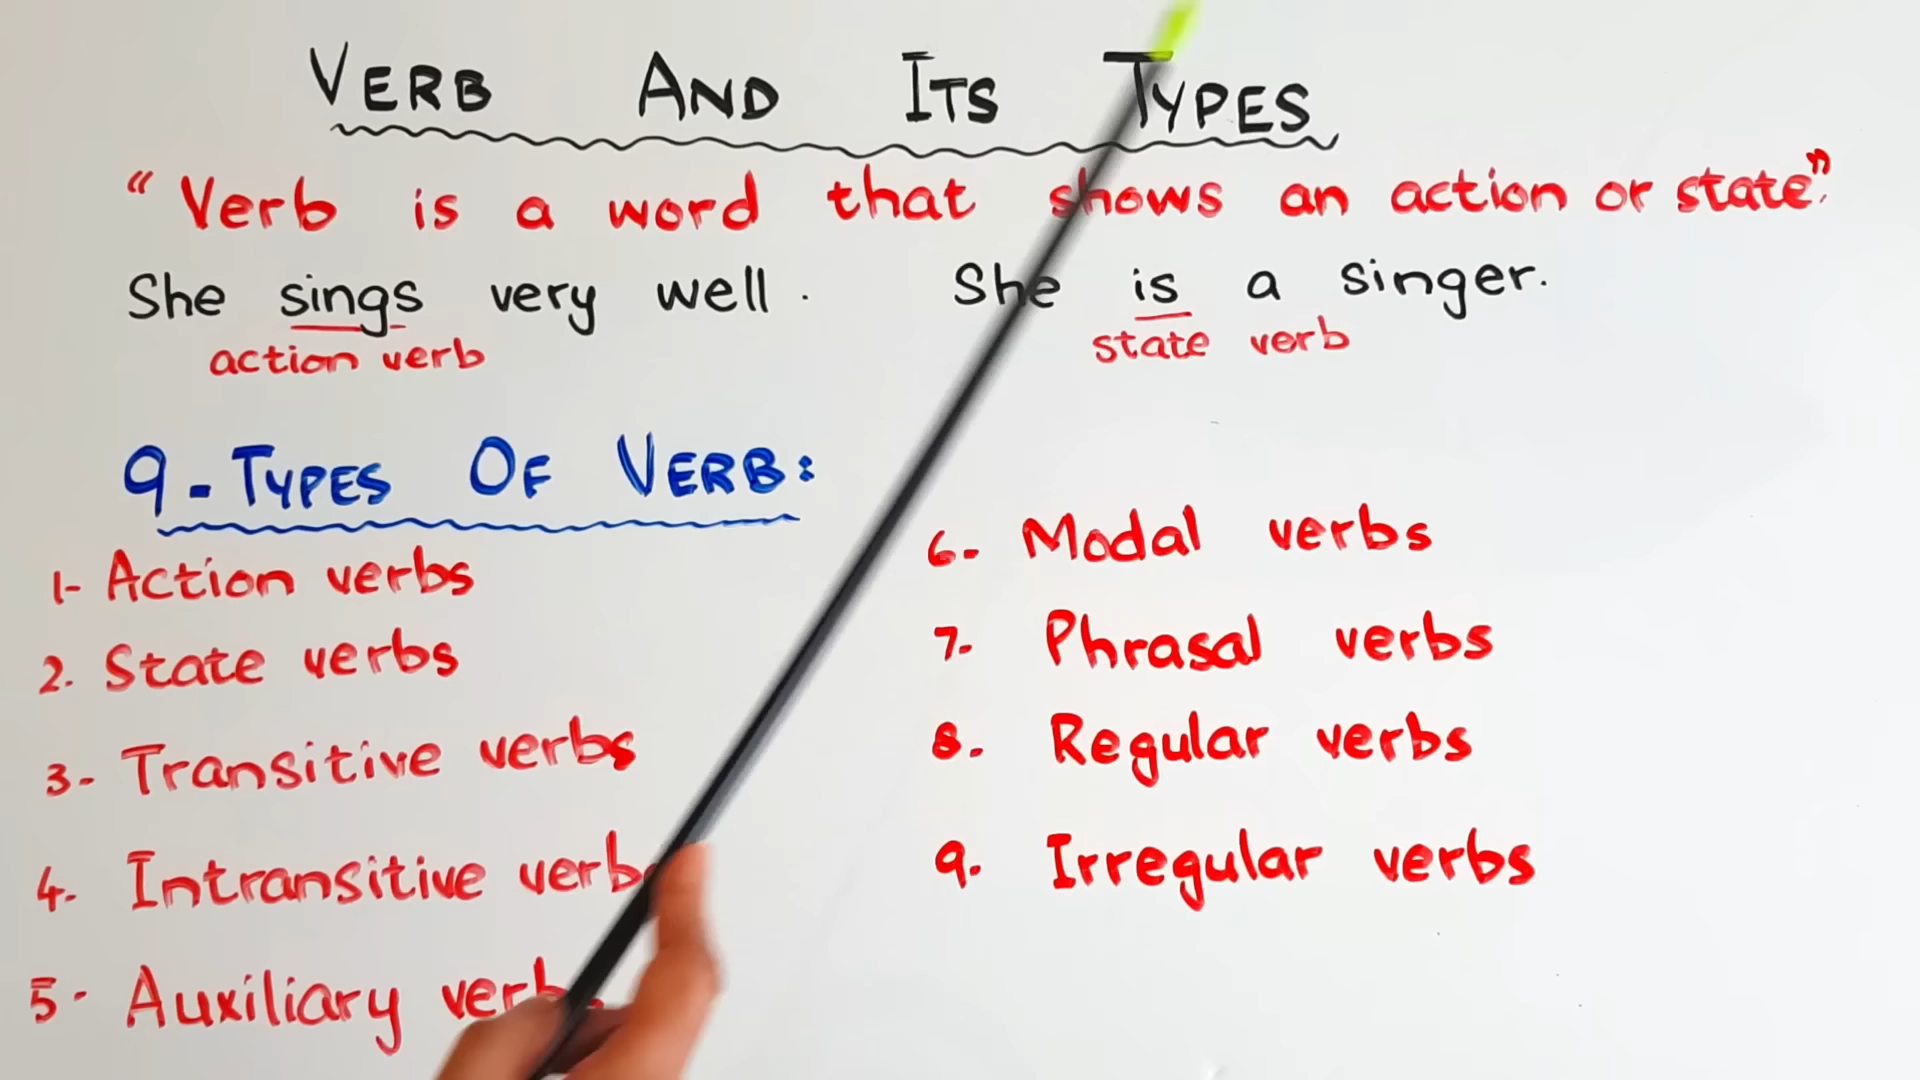 VERB AND ITS TYPES
“Verb is a word that shows an action or state”.
She sings very well. She is a singer.
action verb state verb
9-TYPES OF VERB:
1- Action verbs
2. State verbs
3- Transitive verbs
4. Intransitive verbs
5. Auxiliary verbs
6. Modal verbs
7. Phrasal verbs
8. Regular verbs
9. Irregular verbs